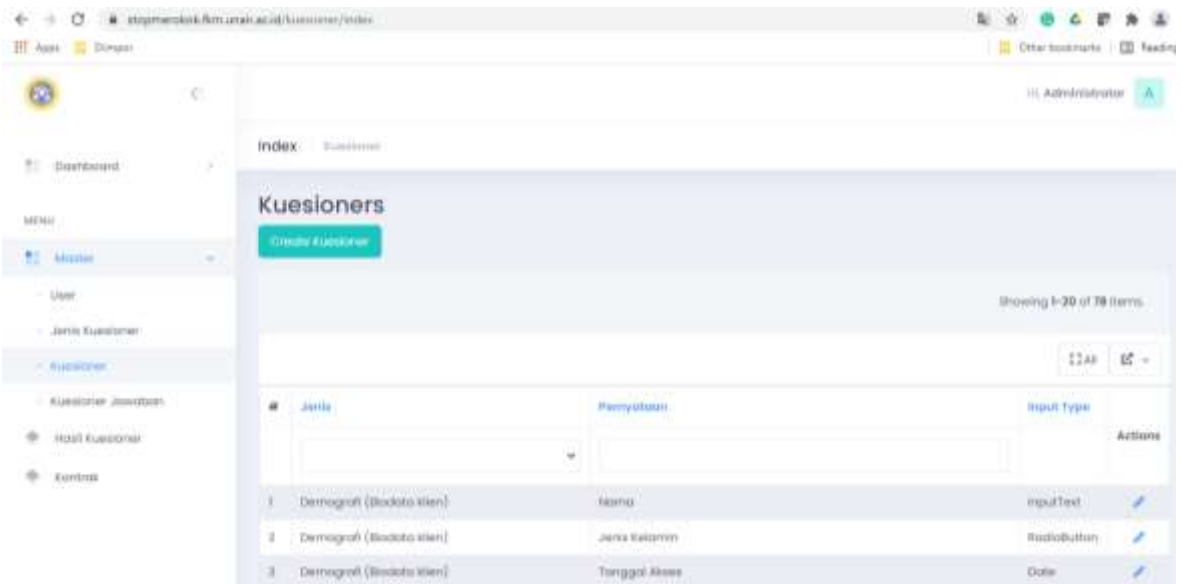 stopmerokok.fkm.unair.ac.id/kuesioner/index
Apps
Other bookmarks
Reading
Hi, Administrator A
Index Kuesioner
Dashboard
MENU
Master
User
Jenis Kuesioner
Kuesioner
Kuesioner Jawaban
Hasil Kuesioner
Kontrak
Kuesioners
Create Kuesioner
Showing 1-20 of 78 items.
All
# Jenis Pernyataan Input Type Actions
1 Demografi (Biodata klien) Nama InputText
2 Demografi (Biodata klien) Jenis Kelamin RadioButton
3 Demografi (Biodata klien) Tanggal Akses Date